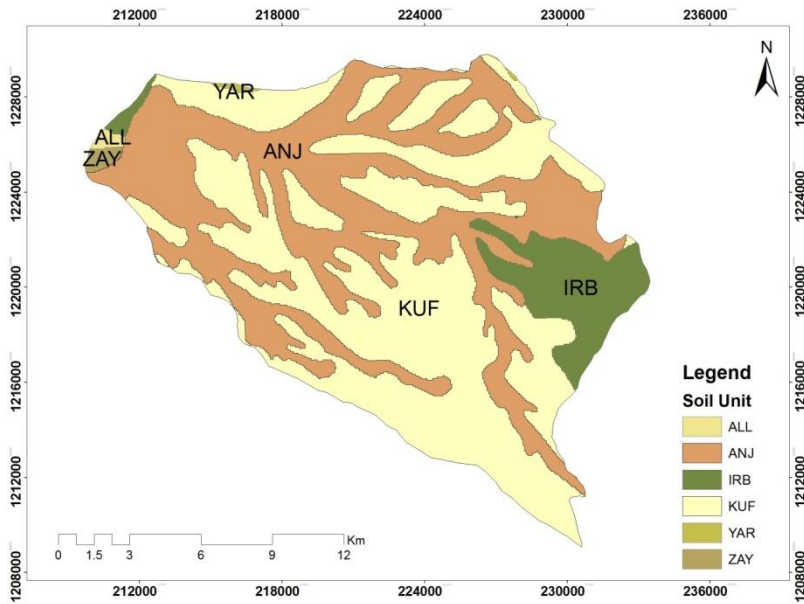 212000 218000 224000 230000 236000
N
1228000 1228000
YAR
ALL
ANJ
ZAY
1224000 1224000
1220000 1220000
IRB
KUF
Legend
Soil Unit
1216000 1216000
ALL
ANJ
IRB
1212000 1212000
KUF
YAR
Km
0 1.5 3 6 9 12
ZAY
1208000 1208000
212000 218000 224000 230000 236000